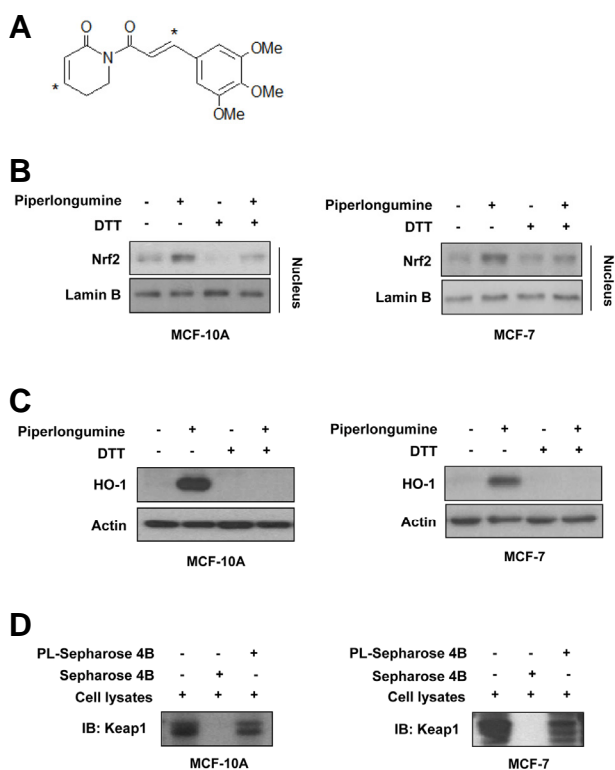 A
O O * N OMe OMe OMe *
B
Piperlongumine - + - +
DTT - - + +
Nrf2
Lamin B
Nucleus
MCF-10A
Piperlongumine - + - +
DTT - - + +
Nrf2
Lamin B
Nucleus
MCF-7
C
Piperlongumine - + - +
DTT - - + +
HO-1
Actin
MCF-10A
Piperlongumine - + - +
DTT - - + +
HO-1
Actin
MCF-7
D
PL-Sepharose 4B - - +
Sepharose 4B - + -
Cell lysates + + +
IB: Keap1
MCF-10A
PL-Sepharose 4B - - +
Sepharose 4B - + -
Cell lysates + + +
IB: Keap1
MCF-7